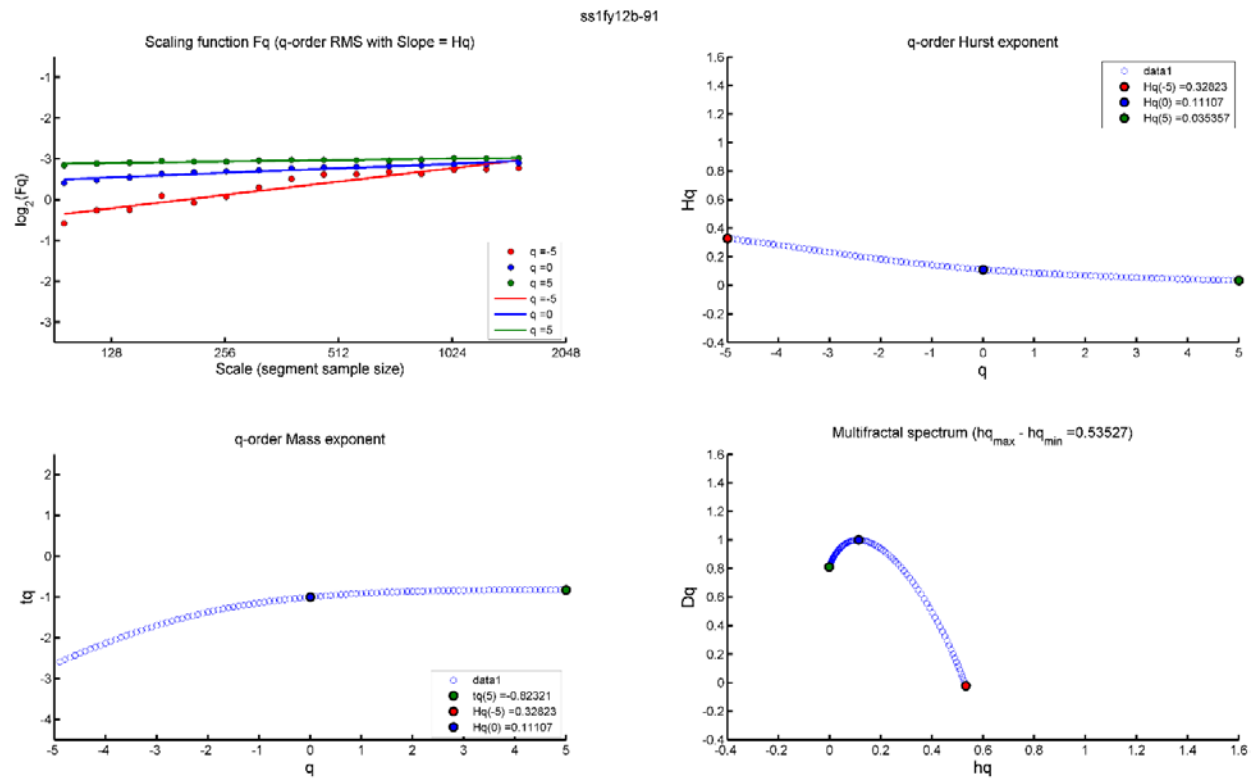 ss1fy12b-91
Scaling function Fq (q-order RMS with Slope = Hq)
-1
-2
-3
0
-1
-2
-3
log2(Fq)
q =-5
q =0
q =5
q =-5
q =0
q =5
128 256 512 1024 2048
Scale (segment sample size)
q-order Hurst exponent
1.6
1.4
1.2
1
0.8
0.6
0.4
0.2
0
-0.2
-0.4
Hq
data1
Hq(-5) =0.32823
Hq(0) =0.11107
Hq(5) =0.035357
-5 -4 -3 -2 -1 0 1 2 3 4 5
q
q-order Mass exponent
2
1
0
-1
-2
-3
-4
tq
data1
tq(5) =-0.82321
Hq(-5) =0.32823
Hq(0) =0.11107
-5 -4 -3 -2 -1 0 1 2 3 4 5
q
Multifractal spectrum (hqmax - hqmin =0.53527)
1.6
1.4
1.2
1
0.8
0.6
0.4
0.2
0
-0.2
-0.4
Dq
-0.4 -0.2 0 0.2 0.4 0.6 0.8 1 1.2 1.4 1.6
hq